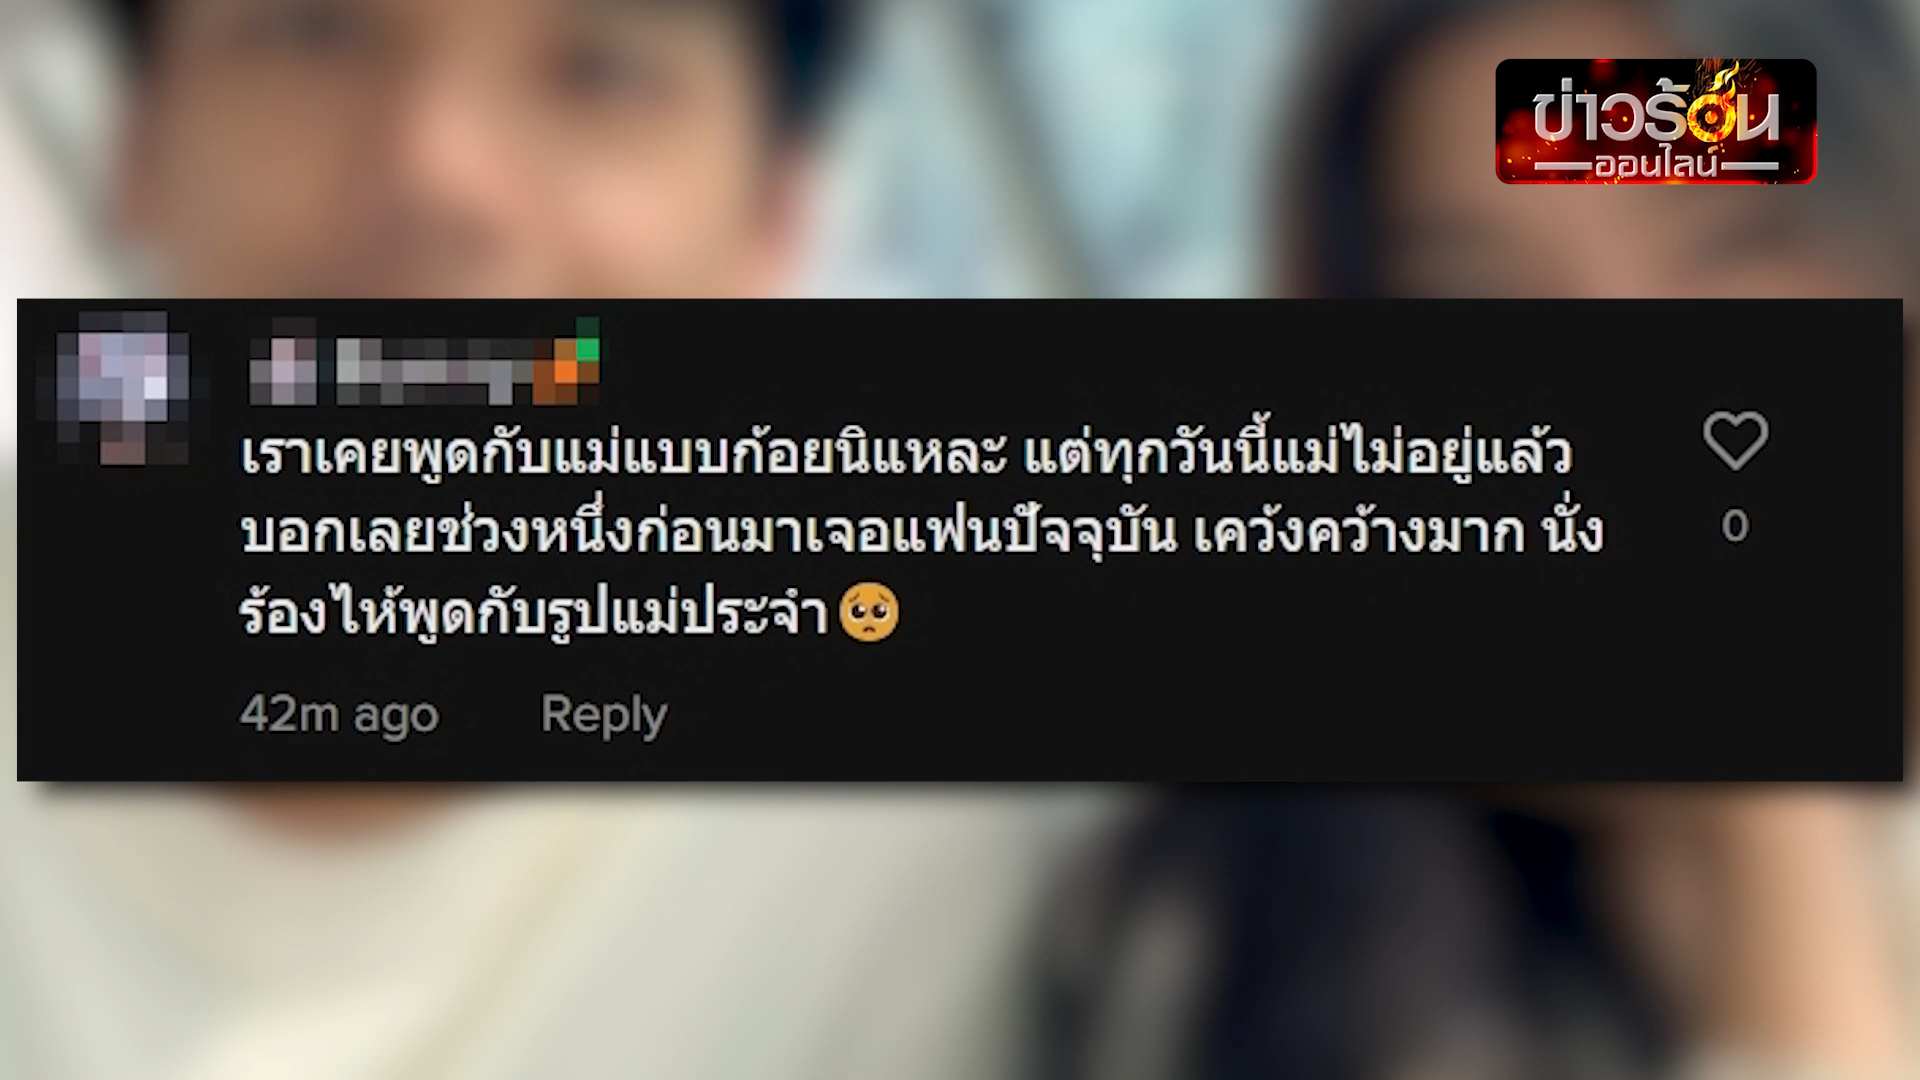 ข่าวร้อน
ออนไลน์
เราเคยพูดกับแม่แบบก้อยนิแหละ แต่ทุกวันนี้แม่ไม่อยู่แล้ว
บอกเลยช่วงหนึ่งก่อนมาเจอแฟนปัจจุบัน เคว้งคว้างมาก นั่ง
ร้องไห้พูดกับรูปแม่ประจำ🥺
0
42m ago Reply